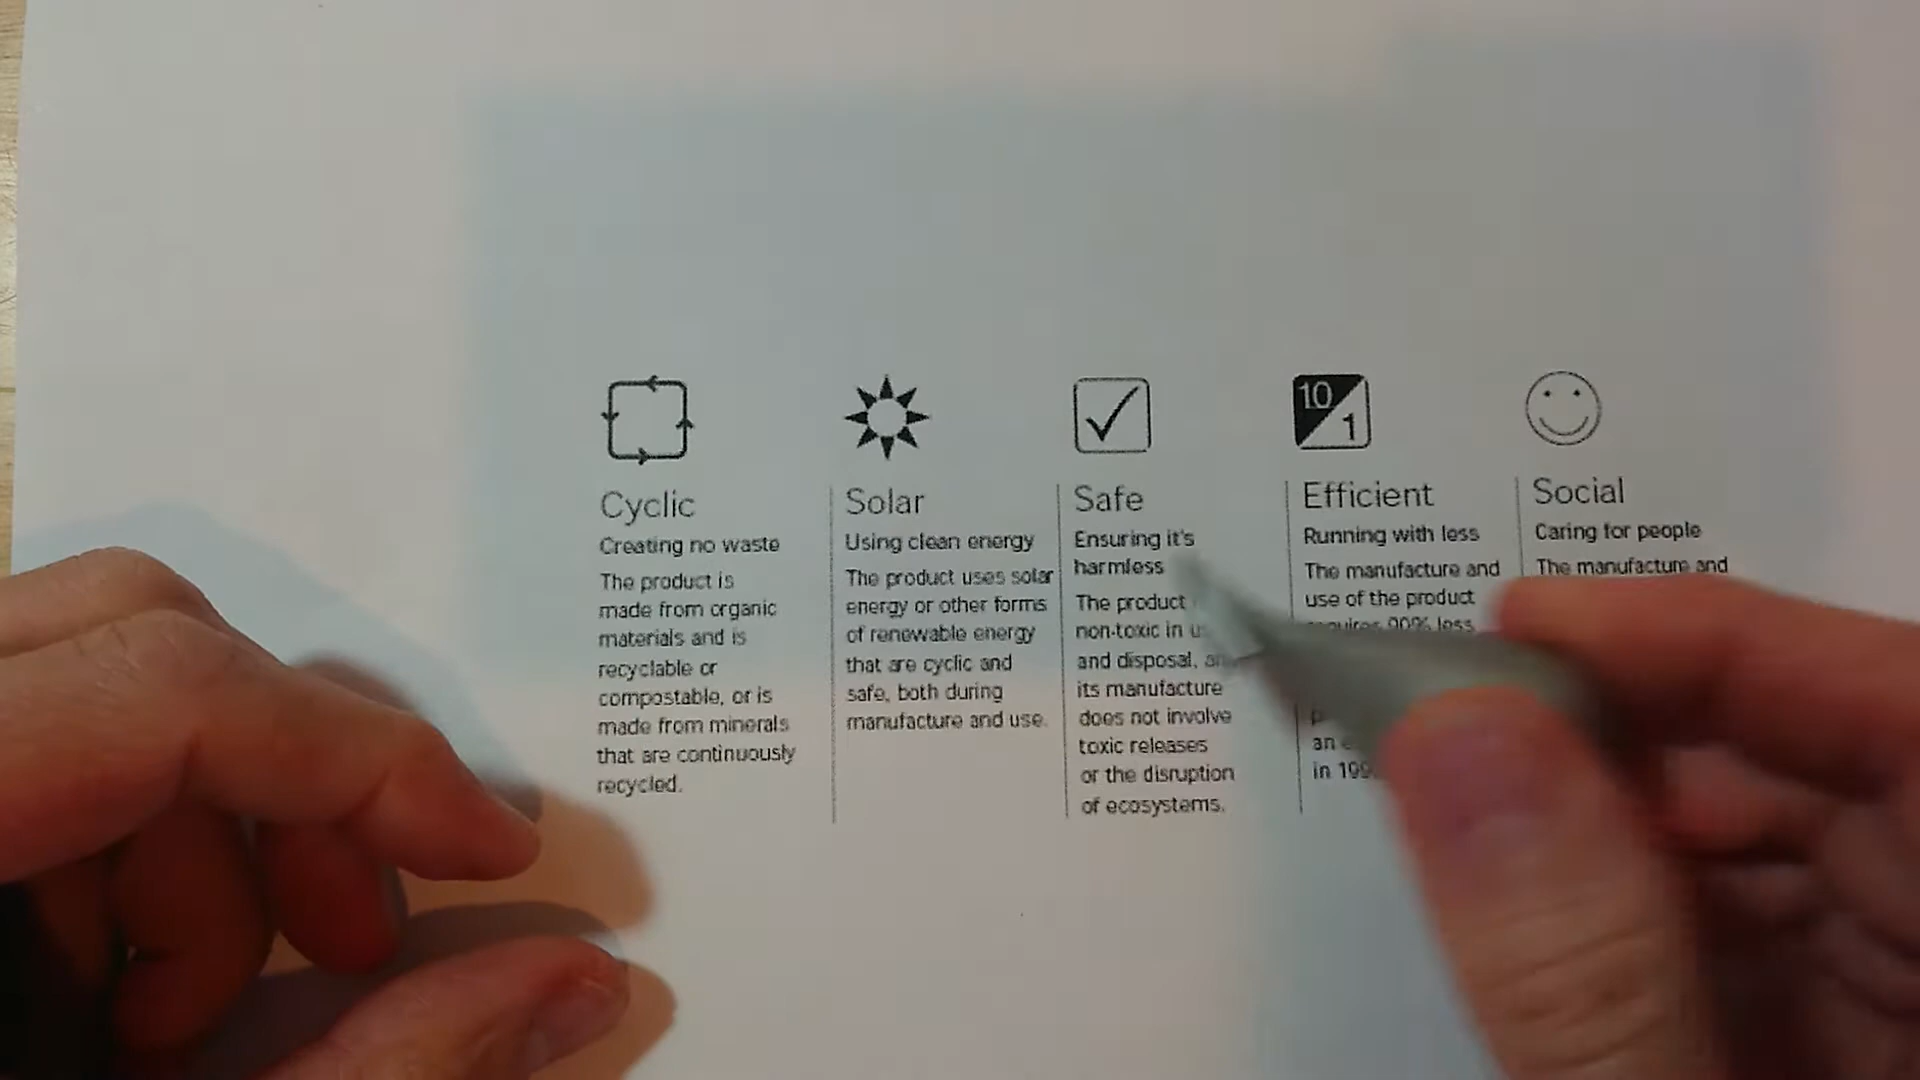 Cyclic
Creating no waste
The product is
made from organic
materials and is
recyclable or
compostable, or is
made from minerals
that are continuously
recycled.
Solar
Using clean energy
The product uses solar
energy or other forms
of renewable energy
that are cyclic and
safe, both during
manufacture and use.
Safe
Ensuring it's
harmless
The product
non-toxic in
and disposal,
its manufacture
does not involve
toxic releases
or the disruption
of ecosystems.
10
1
Efficient
Running with less
The manufacture and
use of the product
requires 90% less
an
in
Social
Caring for people
The manufacture and